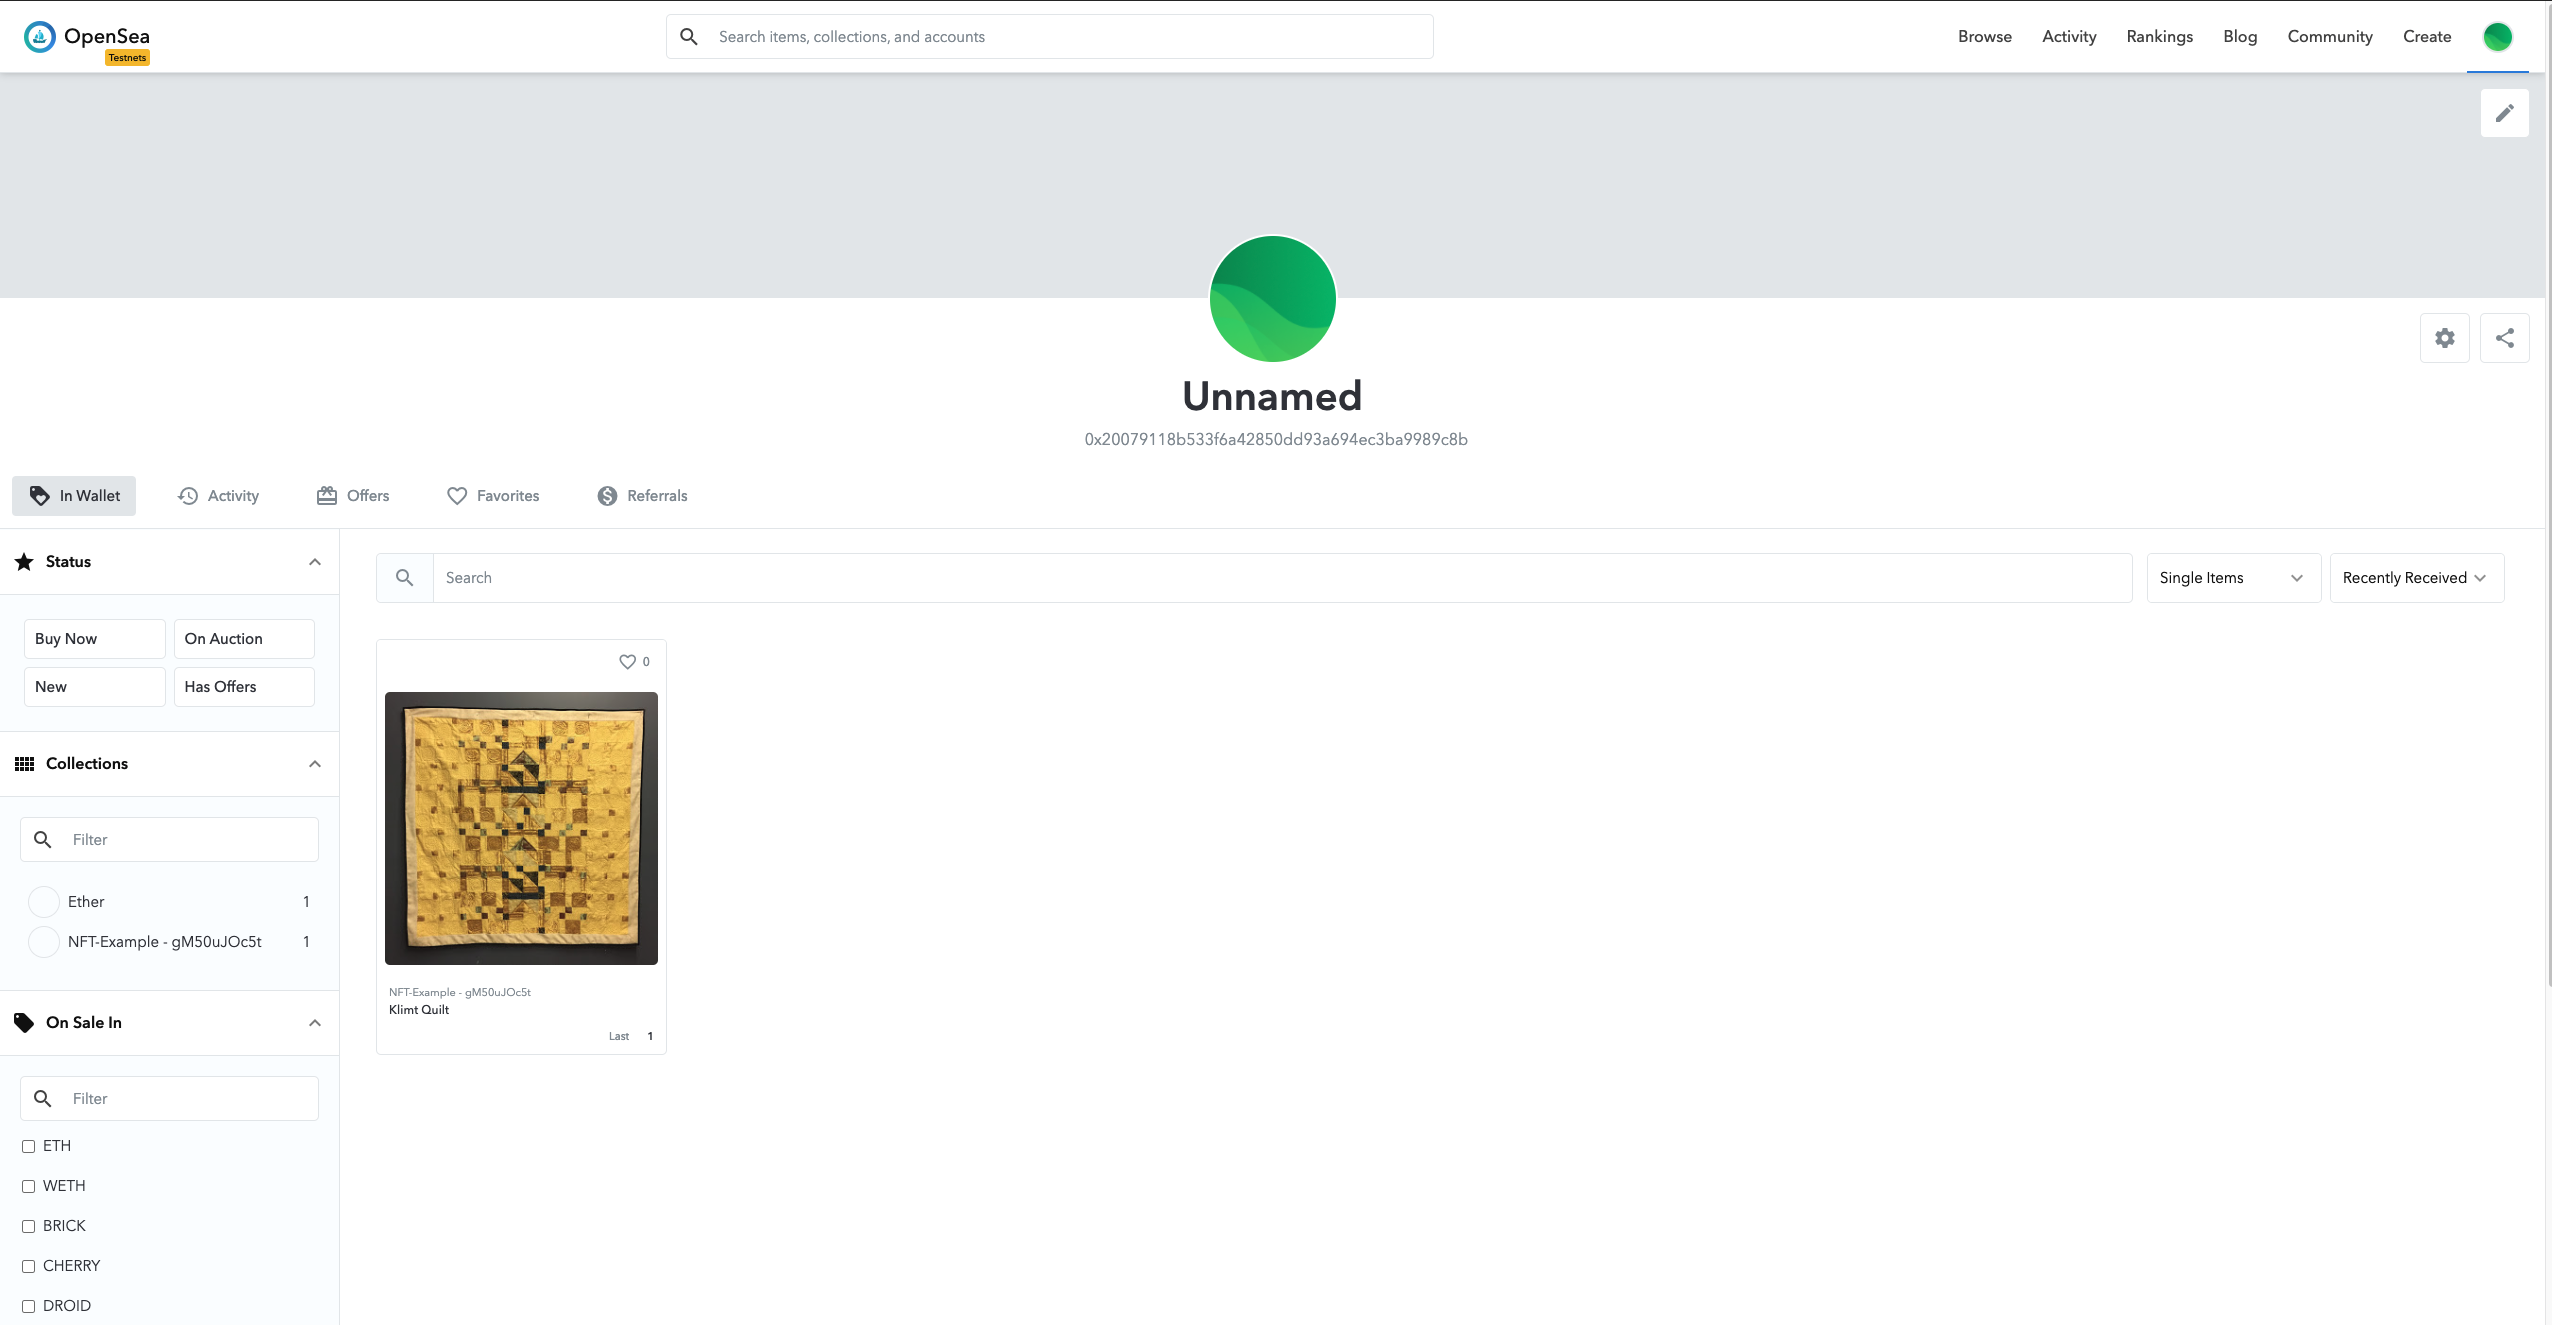 OpenSea
Testnets
Search items, collections, and accounts
Browse
Activity
Rankings
Blog
Community
Create
Unnamed
0x20079118b533f6a42850dd93a694ec3ba9989c8b
In Wallet
Activity
Offers
Favorites
Referrals
Status
Buy Now
On Auction
New
Has Offers
Collections
Filter
Ether 1
NFT-Example - gM50uJOc5t 1
On Sale In
Filter
ETH
WETH
BRICK
CHERRY
DROID
Search
Single Items
Recently Received
0
NFT-Example - gM50uJOc5t
Klimt Quilt
Last 1